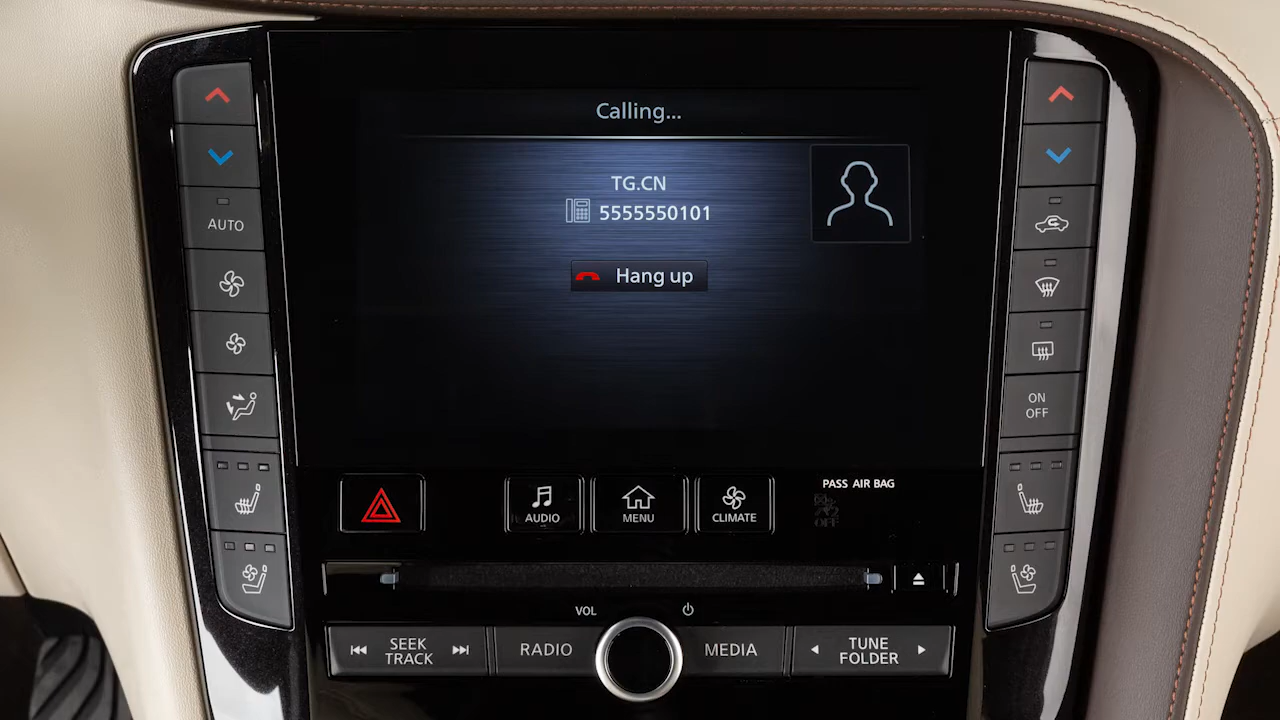 Calling...
TG.CN
5555550101
Hang up
AUTO
ON
OFF
PASS AIR BAG
OFF
AUDIO
MENU
CLIMATE
VOL
SEEK
TRACK
RADIO
MEDIA
TUNE
FOLDER